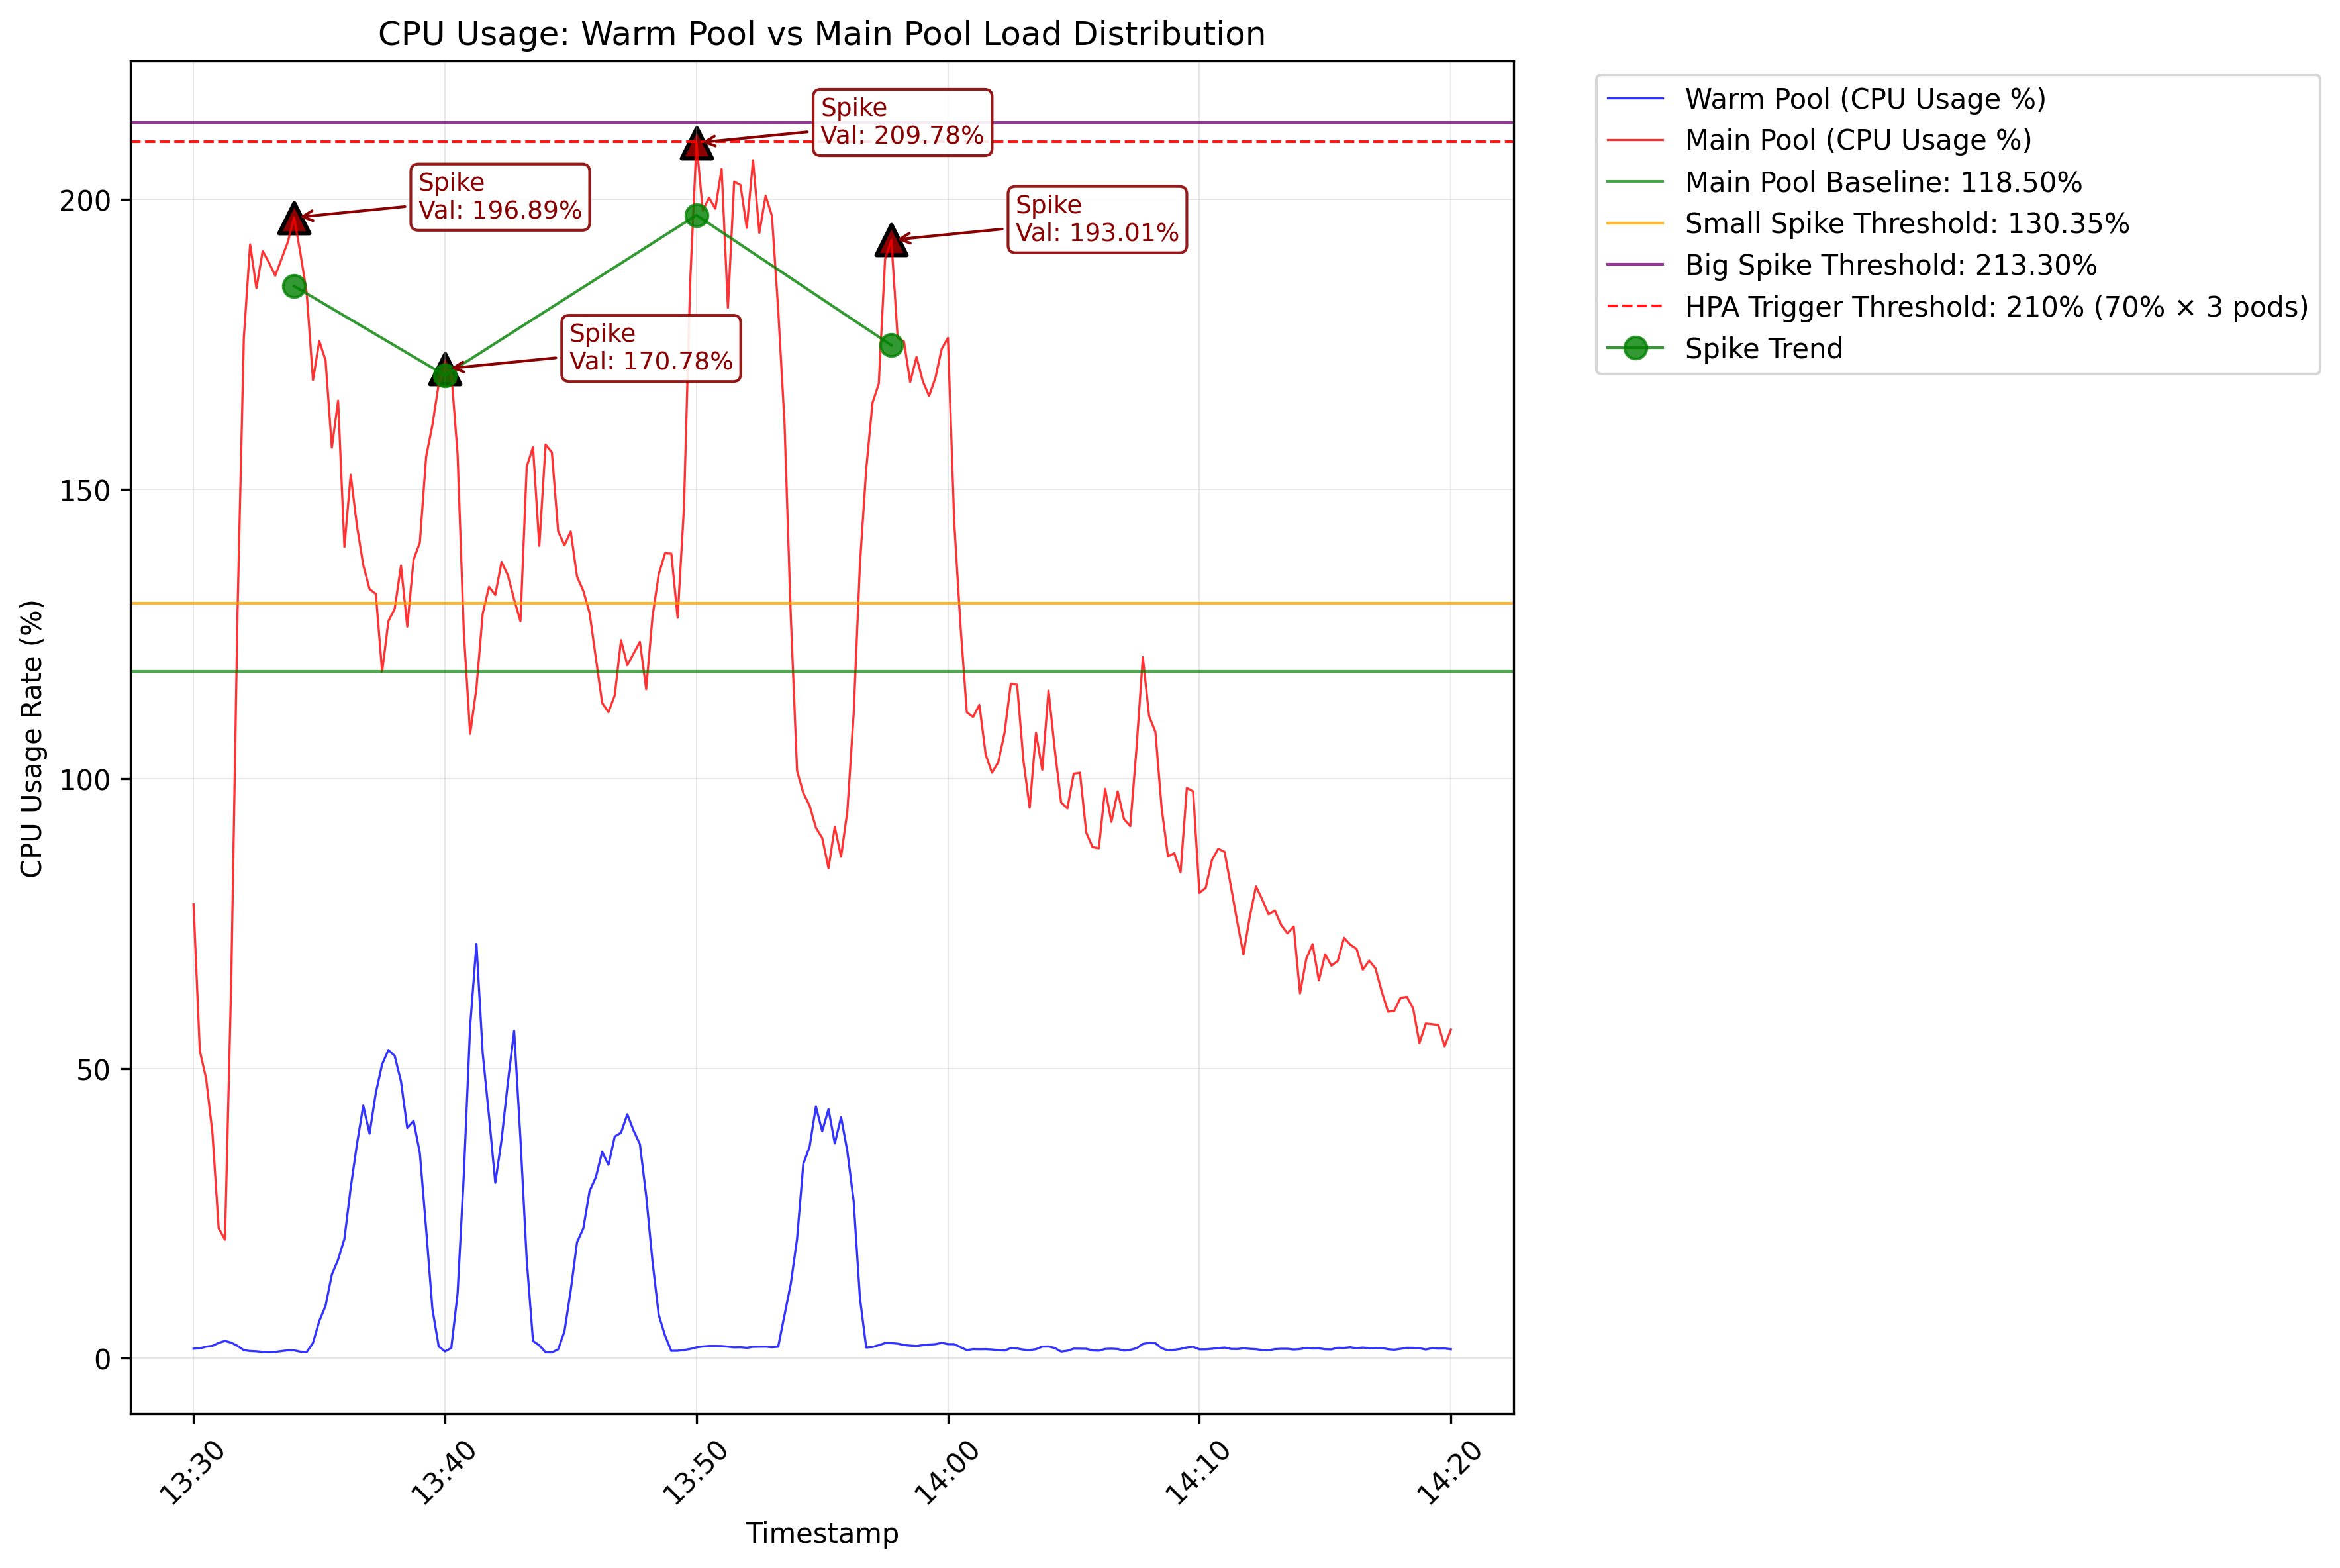 CPU Usage: Warm Pool vs Main Pool Load Distribution
Spike
Val: 209.78%
Spike
Val: 196.89%
Spike
Val: 193.01%
Spike
Val: 170.78%
Warm Pool (CPU Usage %)
Main Pool (CPU Usage %)
Main Pool Baseline: 118.50%
Small Spike Threshold: 130.35%
Big Spike Threshold: 213.30%
HPA Trigger Threshold: 210% (70% × 3 pods)
Spike Trend
CPU Usage Rate (%)
200
150
100
50
0
13:30
13:40
13:50
14:00
14:10
14:20
Timestamp